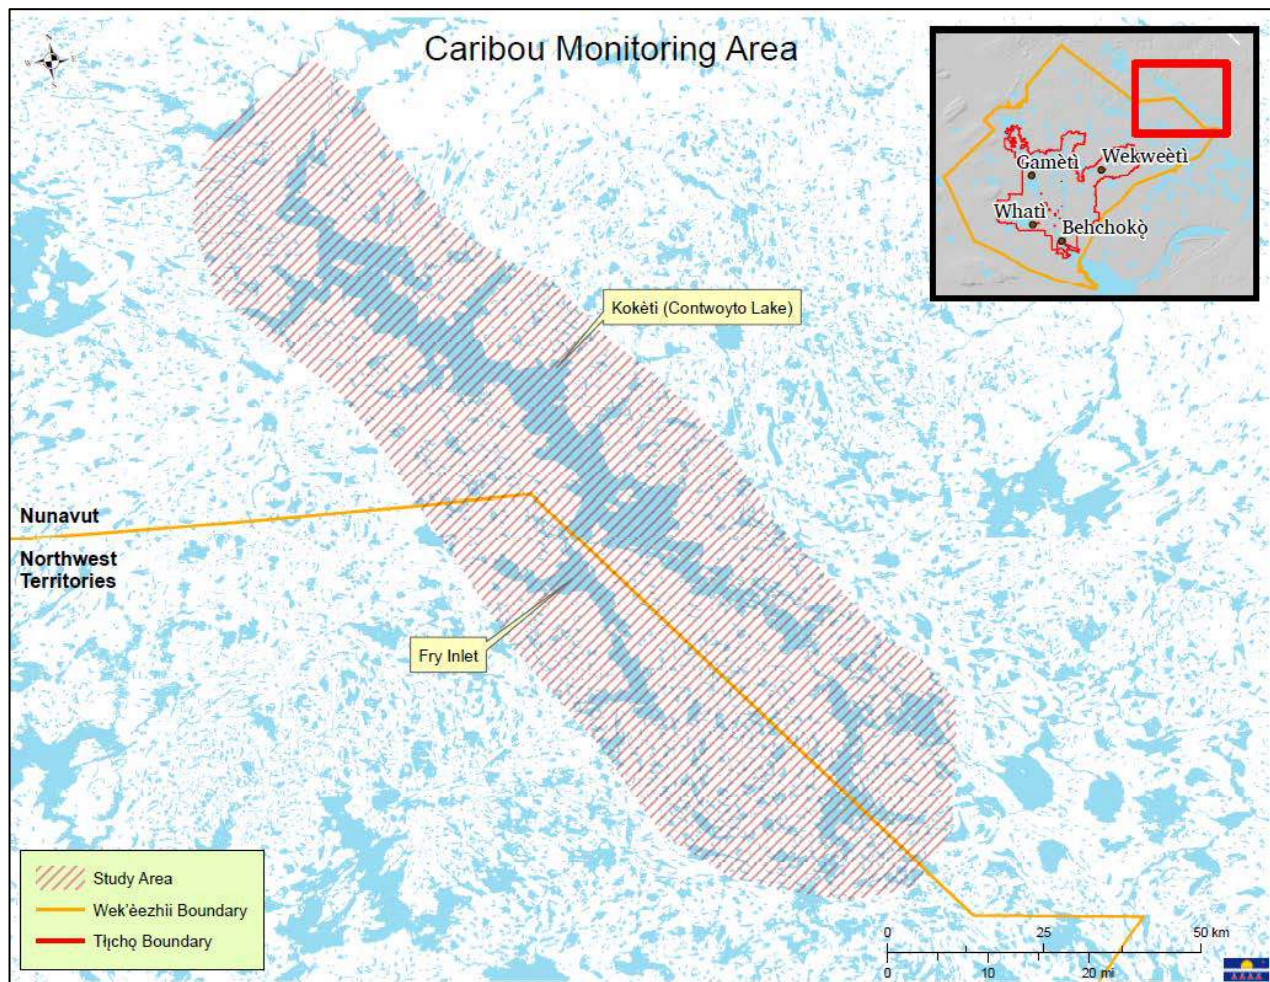 Caribou Monitoring Area
Gamètì
Wekweètì
Whatì
Behchokǫ̀
Kokètì (Contwoyto Lake)
Nunavut
Northwest
Territories
Fry Inlet
Study Area
Wek'èezhìi Boundary
Tłı̨chǫ Boundary
0 25 50 km
0 10 20 mi